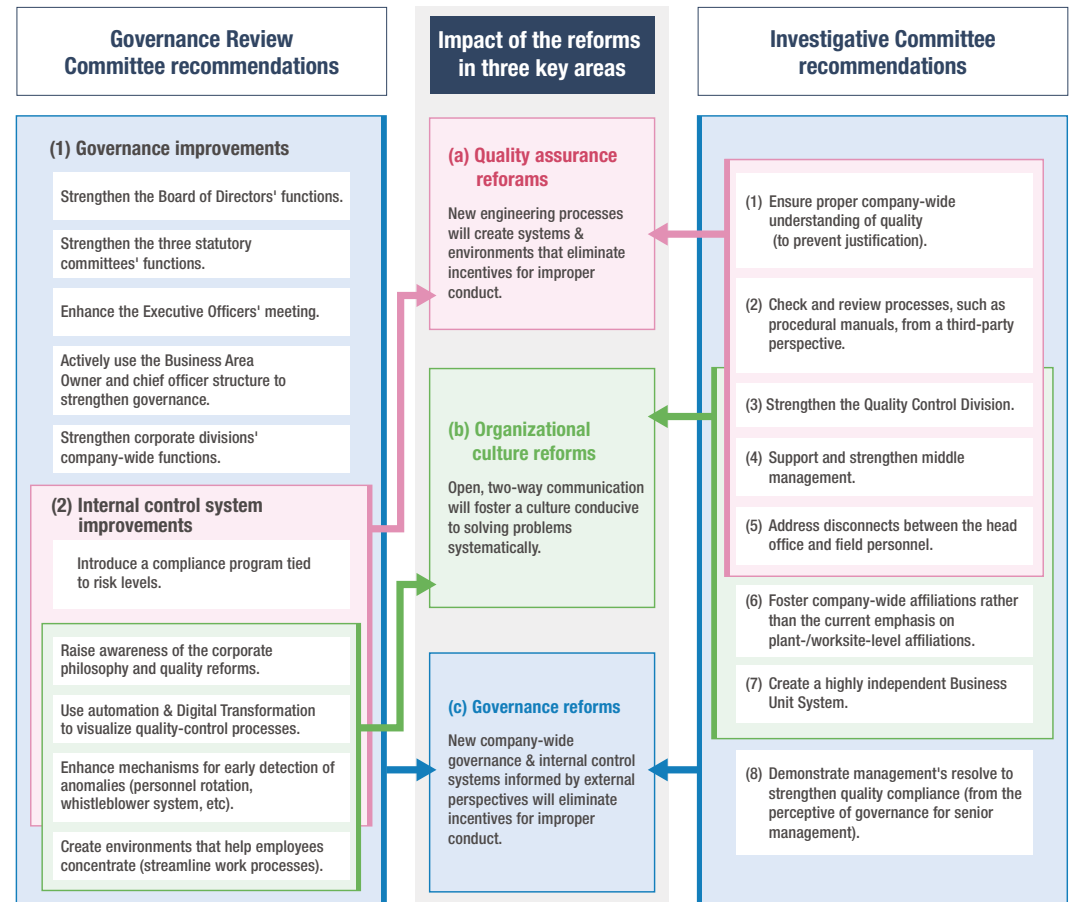 Governance Review
Committee recommendations
Impact of the reforms
in three key areas
Investigative Committee
recommendations
(1) Governance improvements
Strengthen the Board of Directors' functions.
Strengthen the three statutory
committees' functions.
Enhance the Executive Officers' meeting.
Actively use the Business Area
Owner and chief officer structure to
strengthen governance.
Strengthen corporate divisions'
company-wide functions.
(2) Internal control system
improvements
Introduce a compliance program tied
to risk levels.
Raise awareness of the corporate
philosophy and quality reforms.
Use automation & Digital Transformation
to visualize quality-control processes.
Enhance mechanisms for early detection of
anomalies (personnel rotation,
whistleblower system, etc).
Create environments that help employees
concentrate (streamline work processes).
(a) Quality assurance
reforams
New engineering processes
will create systems &
environments that eliminate
incentives for improper
conduct.
(b) Organizational
culture reforms
Open, two-way communication
will foster a culture conducive
to solving problems
systematically.
(c) Governance reforms
New company-wide
governance & internal control
systems informed by external
perspectives will eliminate
incentives for improper
conduct.
(1) Ensure proper company-wide
understanding of quality
(to prevent justification).
(2) Check and review processes, such as
procedural manuals, from a third-party
perspective.
(3) Strengthen the Quality Control Division.
(4) Support and strengthen middle
management.
(5) Address disconnects between the head
office and field personnel.
(6) Foster company-wide affiliations rather
than the current emphasis on
plant-/worksite-level affiliations.
(7) Create a highly independent Business
Unit System.
(8) Demonstrate management's resolve to
strengthen quality compliance (from the
perceptive of governance for senior
management).